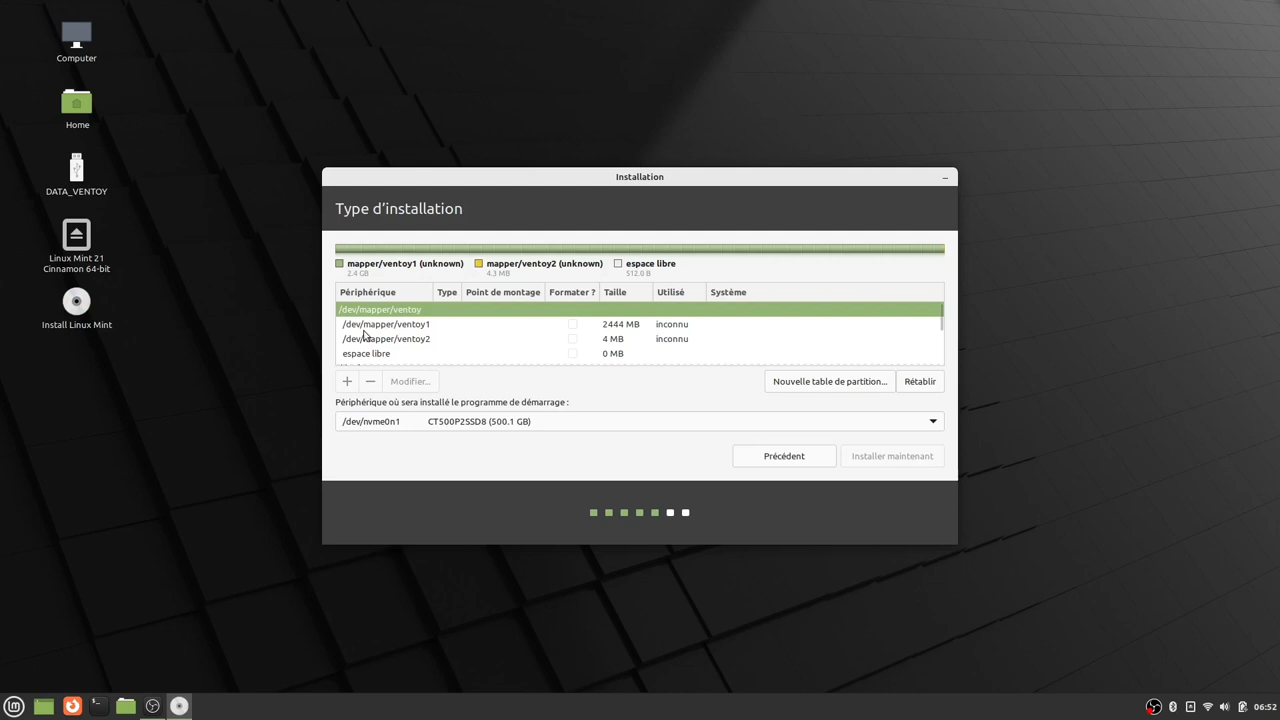 Computer
Home
DATA_VENTOY
Linux Mint 21
Cinnamon 64-bit
Install Linux Mint
Installation
Type d’installation
mapper/ventoy1 (unknown) mapper/ventoy2 (unknown) espace libre
2.4 GB 4.3 MB 512.0 B
Périphérique Type Point de montage Formater ? Taille Utilisé Système
/dev/mapper/ventoy
/dev/mapper/ventoy1 2444 MB inconnu
/dev/mapper/ventoy2 4 MB inconnu
espace libre 0 MB
+ − Modifier... Nouvelle table de partition... Rétablir
Périphérique où sera installé le programme de démarrage :
/dev/nvme0n1 CT500P2SSD8 (500.1 GB)
Précédent Installer maintenant
06:52